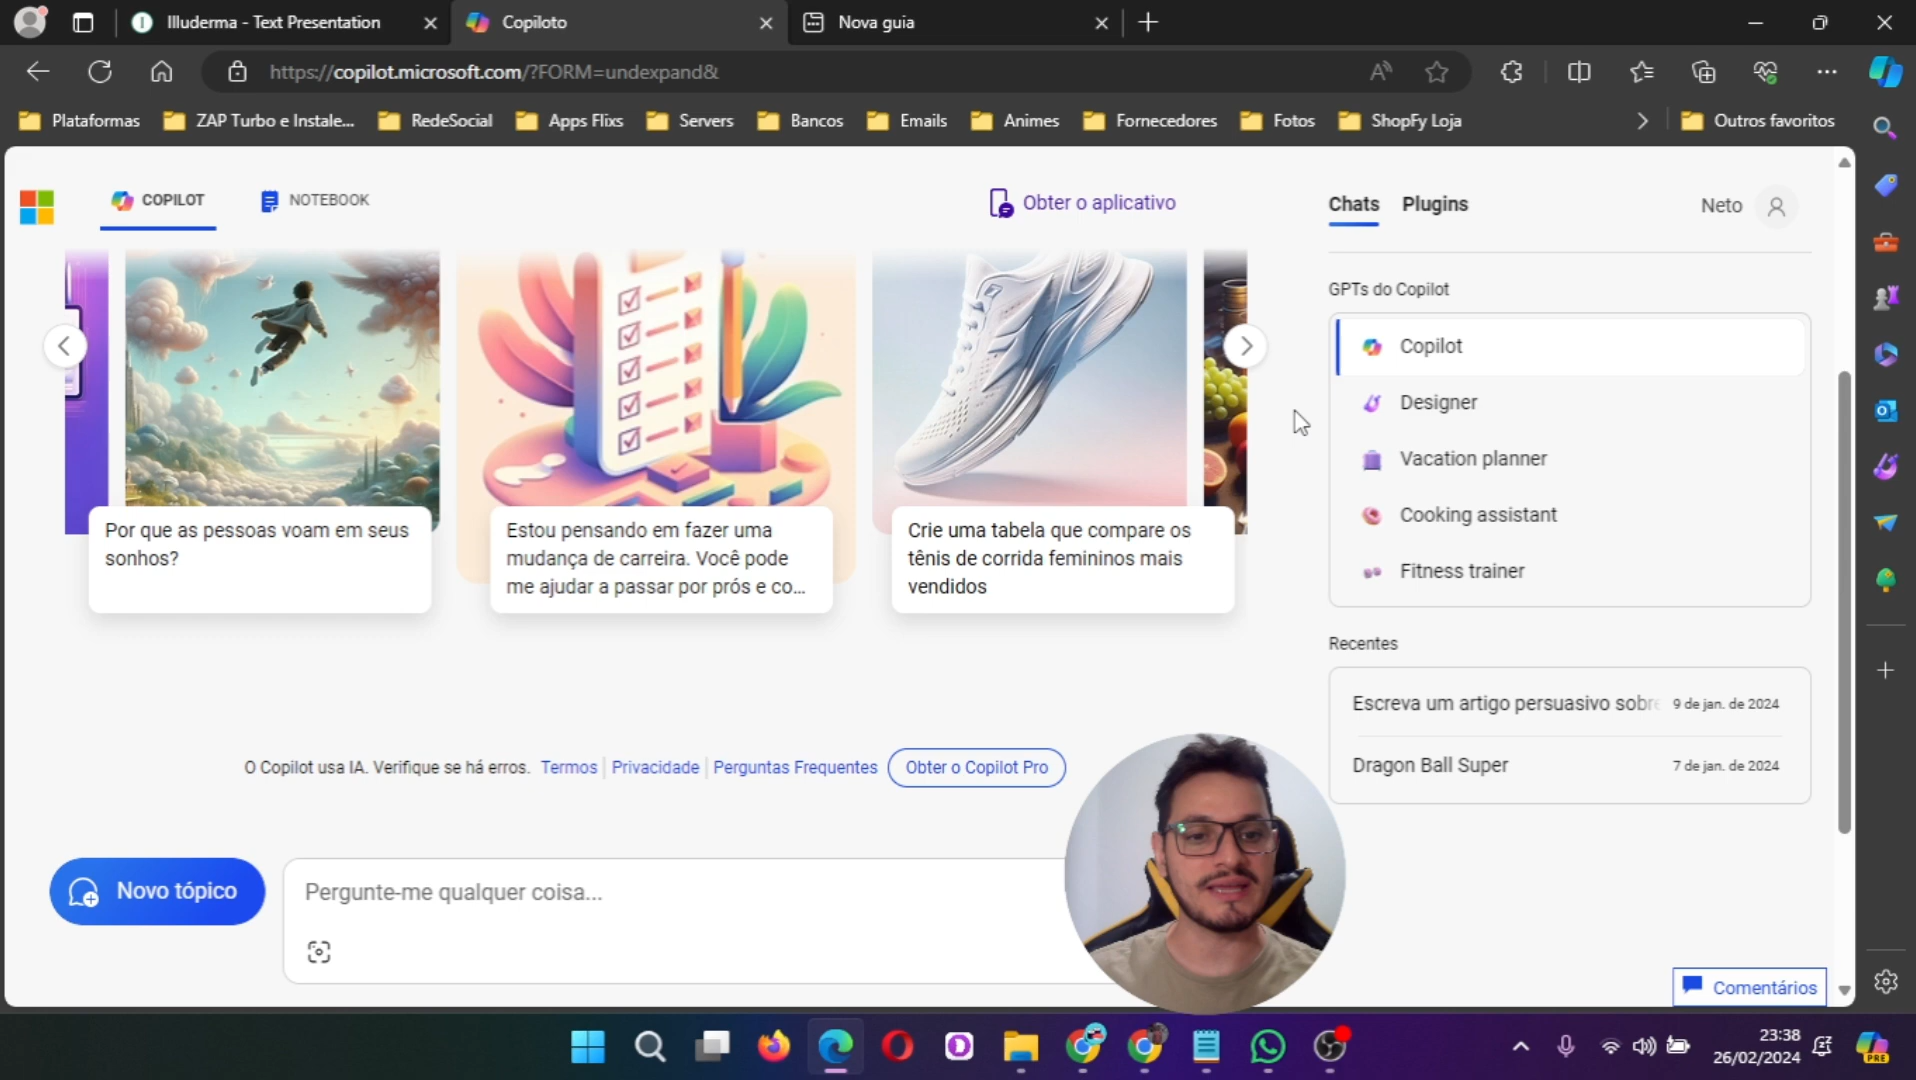 Illuderma - Text Presentation
Copiloto
Nova guia
https://copilot.microsoft.com/?FORM=undexpand&
Plataformas
ZAP Turbo e Instale...
RedeSocial
Apps Flixs
Servers
Bancos
Emails
Animes
Fornecedores
Fotos
ShopFy Loja
Outros favoritos
COPILOT
NOTEBOOK
Obter o aplicativo
Chats
Plugins
Neto
GPTs do Copilot
Copilot
Designer
Vacation planner
Cooking assistant
Fitness trainer
Por que as pessoas voam em seus
sonhos?
Estou pensando em fazer uma
mudança de carreira. Você pode
me ajudar a passar por prós e co...
Crie uma tabela que compare os
tênis de corrida femininos mais
vendidos
Recentes
Escreva um artigo persuasivo sobre
9 de jan. de 2024
Dragon Ball Super
7 de jan. de 2024
O Copilot usa IA. Verifique se há erros. Termos | Privacidade | Perguntas Frequentes
Obter o Copilot Pro
Novo tópico
Pergunte-me qualquer coisa...
Comentários
23:38
26/02/2024
PRE